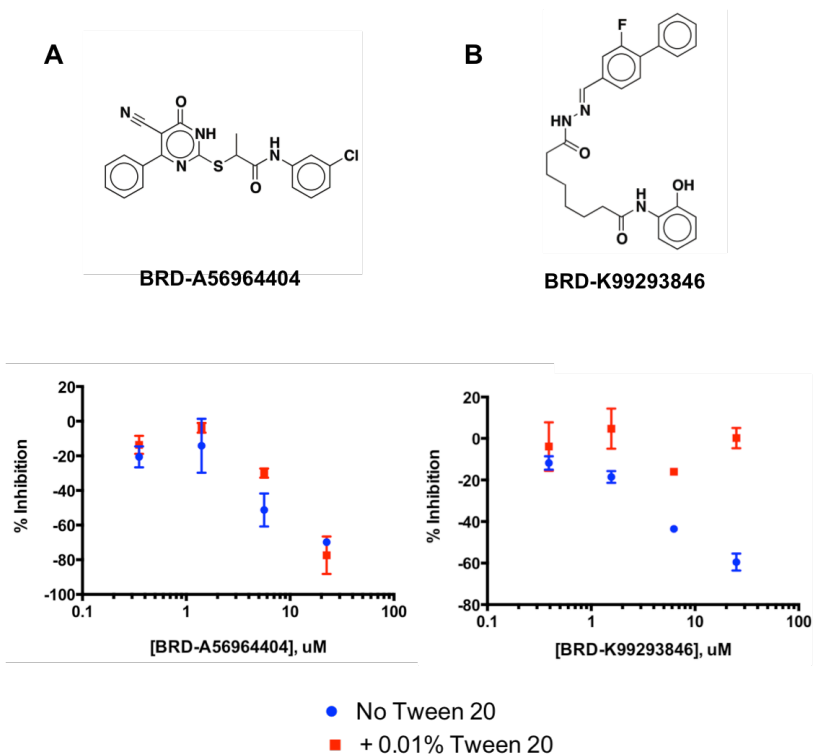 A
B
N
O
NH
N
S
H
N
O
Cl
F
N
HN
O
H
N
O
OH
BRD-A56964404
BRD-K99293846
% Inhibition
20
0
-20
-40
-60
-80
-100
0.1
1
10
100
[BRD-A56964404], uM
% Inhibition
20
0
-20
-40
-60
-80
0.1
1
10
100
[BRD-K99293846], uM
No Tween 20
+ 0.01% Tween 20